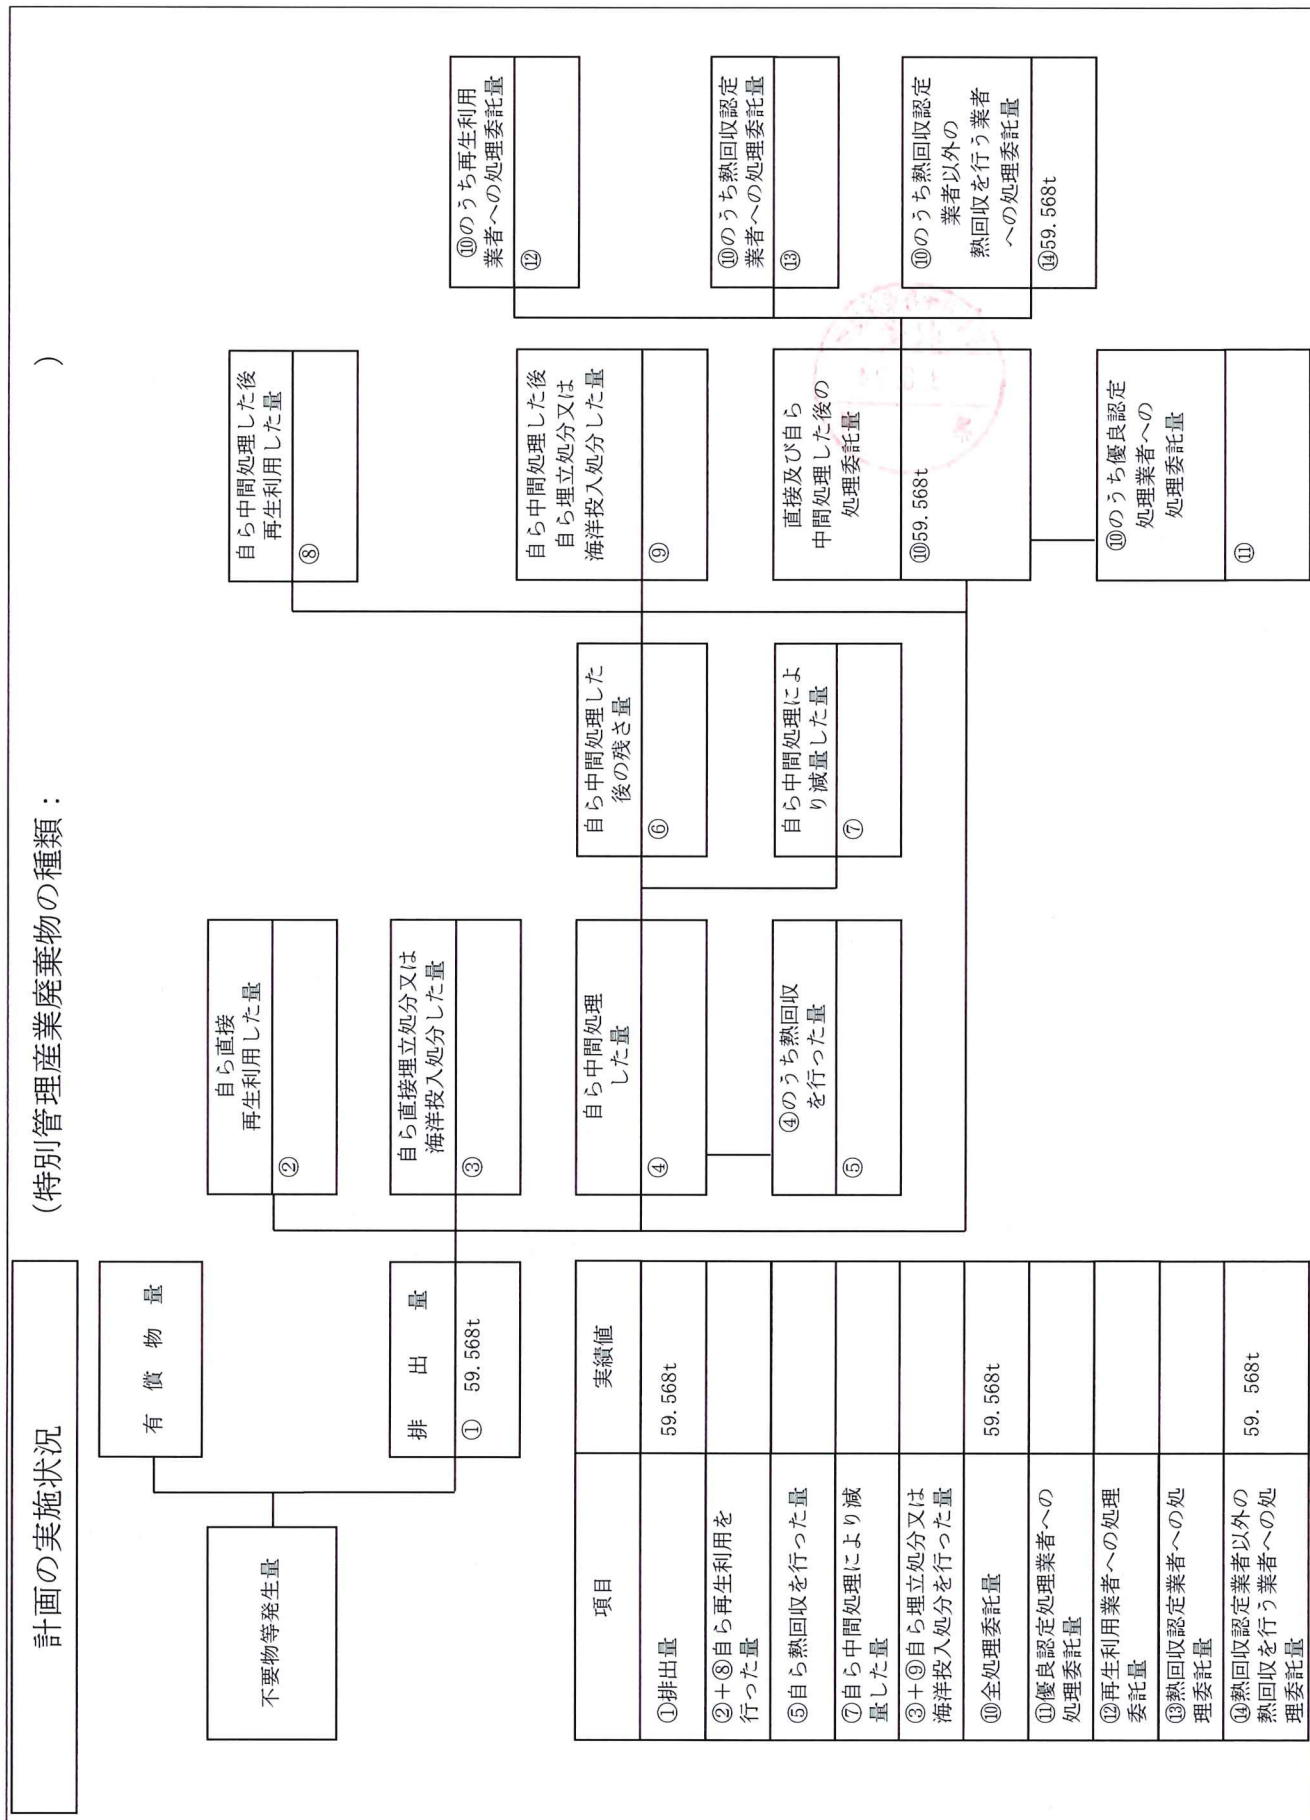 計画の実施状況
(特別管理産業廃棄物の種類：　　　　　)
不要物等発生量
有償物量
排出量
① 59.568t
自ら直接
再生利用した量
②
自ら直接埋立処分又は
海洋投入処分した量
③
自ら中間処理
した量
④
④のうち熱回収
を行った量
⑤
自ら中間処理した
後の残さ量
⑥
自ら中間処理によ
り減量した量
⑦
自ら中間処理した後
再生利用した量
⑧
自ら中間処理した後
自ら埋立処分又は
海洋投入処分した量
⑨
直接及び自ら
中間処理した後の
処理委託量
⑩59.568t
⑩のうち優良認定
処理業者への
処理委託量
⑪
⑩のうち再生利用
業者への処理委託量
⑫
⑩のうち熱回収認定
業者への処理委託量
⑬
⑩のうち熱回収認定
業者以外の
熱回収を行う業者
への処理委託量
⑭59.568t
項目 実績値
①排出量 59.568t
②+⑧自ら再生利用を
行った量
⑤自ら熱回収を行った量
⑦自ら中間処理により減
量した量
③+⑨自ら埋立処分又は
海洋投入処分を行った量
⑩全処理委託量 59.568t
⑪優良認定処理業者への
処理委託量
⑫再生利用業者への処理
委託量
⑬熱回収認定業者への処
理委託量
⑭熱回収認定業者以外の
熱回収を行う業者への処
理委託量 59. 568t